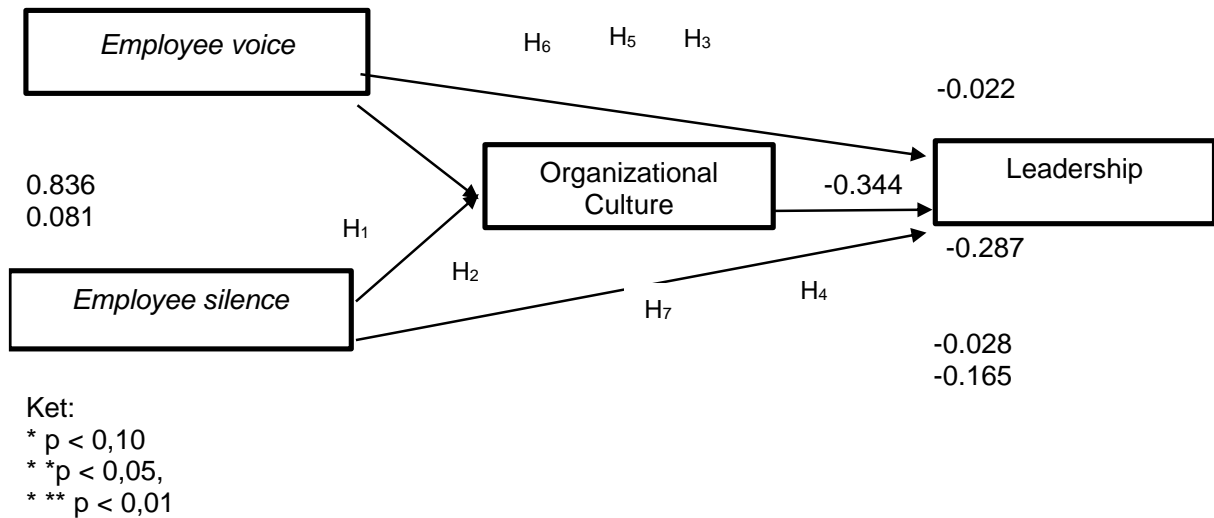 Employee voice
H6 H5 H3
-0.022
Organizational
Culture
-0.344
Leadership
0.836
0.081
H1
-0.287
H2
Employee silence
H7
H4
-0.028
-0.165
Ket:
* p < 0,10
* *p < 0,05,
* ** p < 0,01